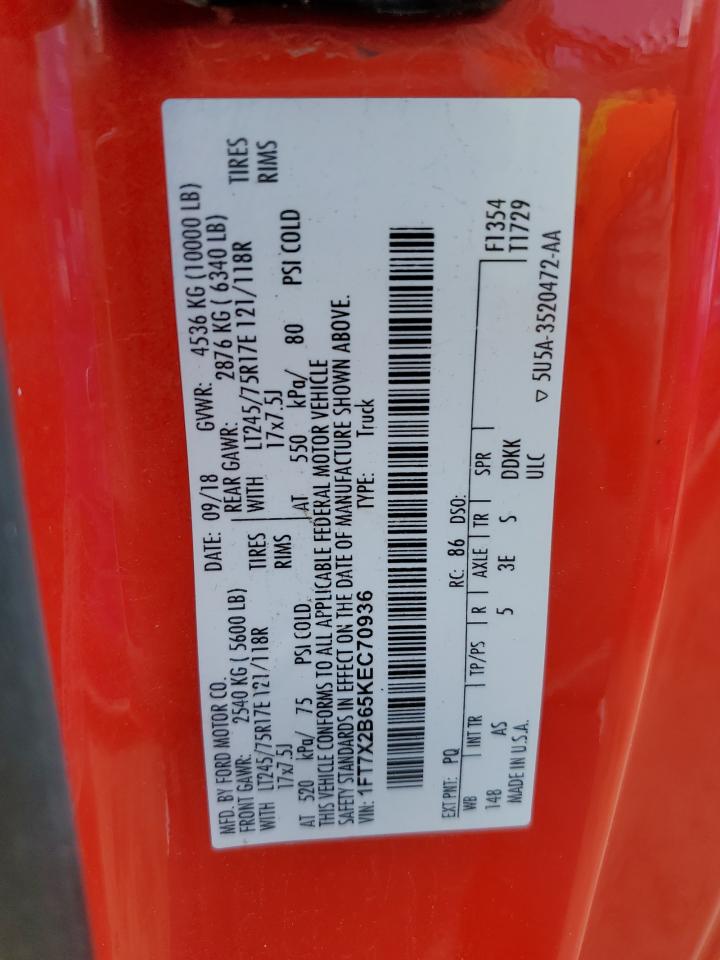 MFD. BY FORD MOTOR CO. DATE: 09/18 GVWR: 4536 KG (10000 LB)
FRONT GAWR: 2540 KG ( 5600 LB) REAR GAWR: 2876 KG ( 6340 LB)
WITH LT245/75R17E 121/118R TIRES WITH LT245/75R17E 121/118R TIRES
17x7.5J RIMS 17x7.5J RIMS
AT 520 kPa/ 75 PSI COLD AT 550 kPa/ 80 PSI COLD
THIS VEHICLE CONFORMS TO ALL APPLICABLE FEDERAL MOTOR VEHICLE
SAFETY STANDARDS IN EFFECT ON THE DATE OF MANUFACTURE SHOWN ABOVE.
VIN: 1FT7X2B65KEC70936 TYPE: Truck
EXT PNT: PQ RC: 86 DSO:
WB INT TR TP/PS R AXLE TR SPR F1354
148 AS 5 3E S DDKK T1729
MADE IN U.S.A. ULC
▽ 5U5A-3520472-AA